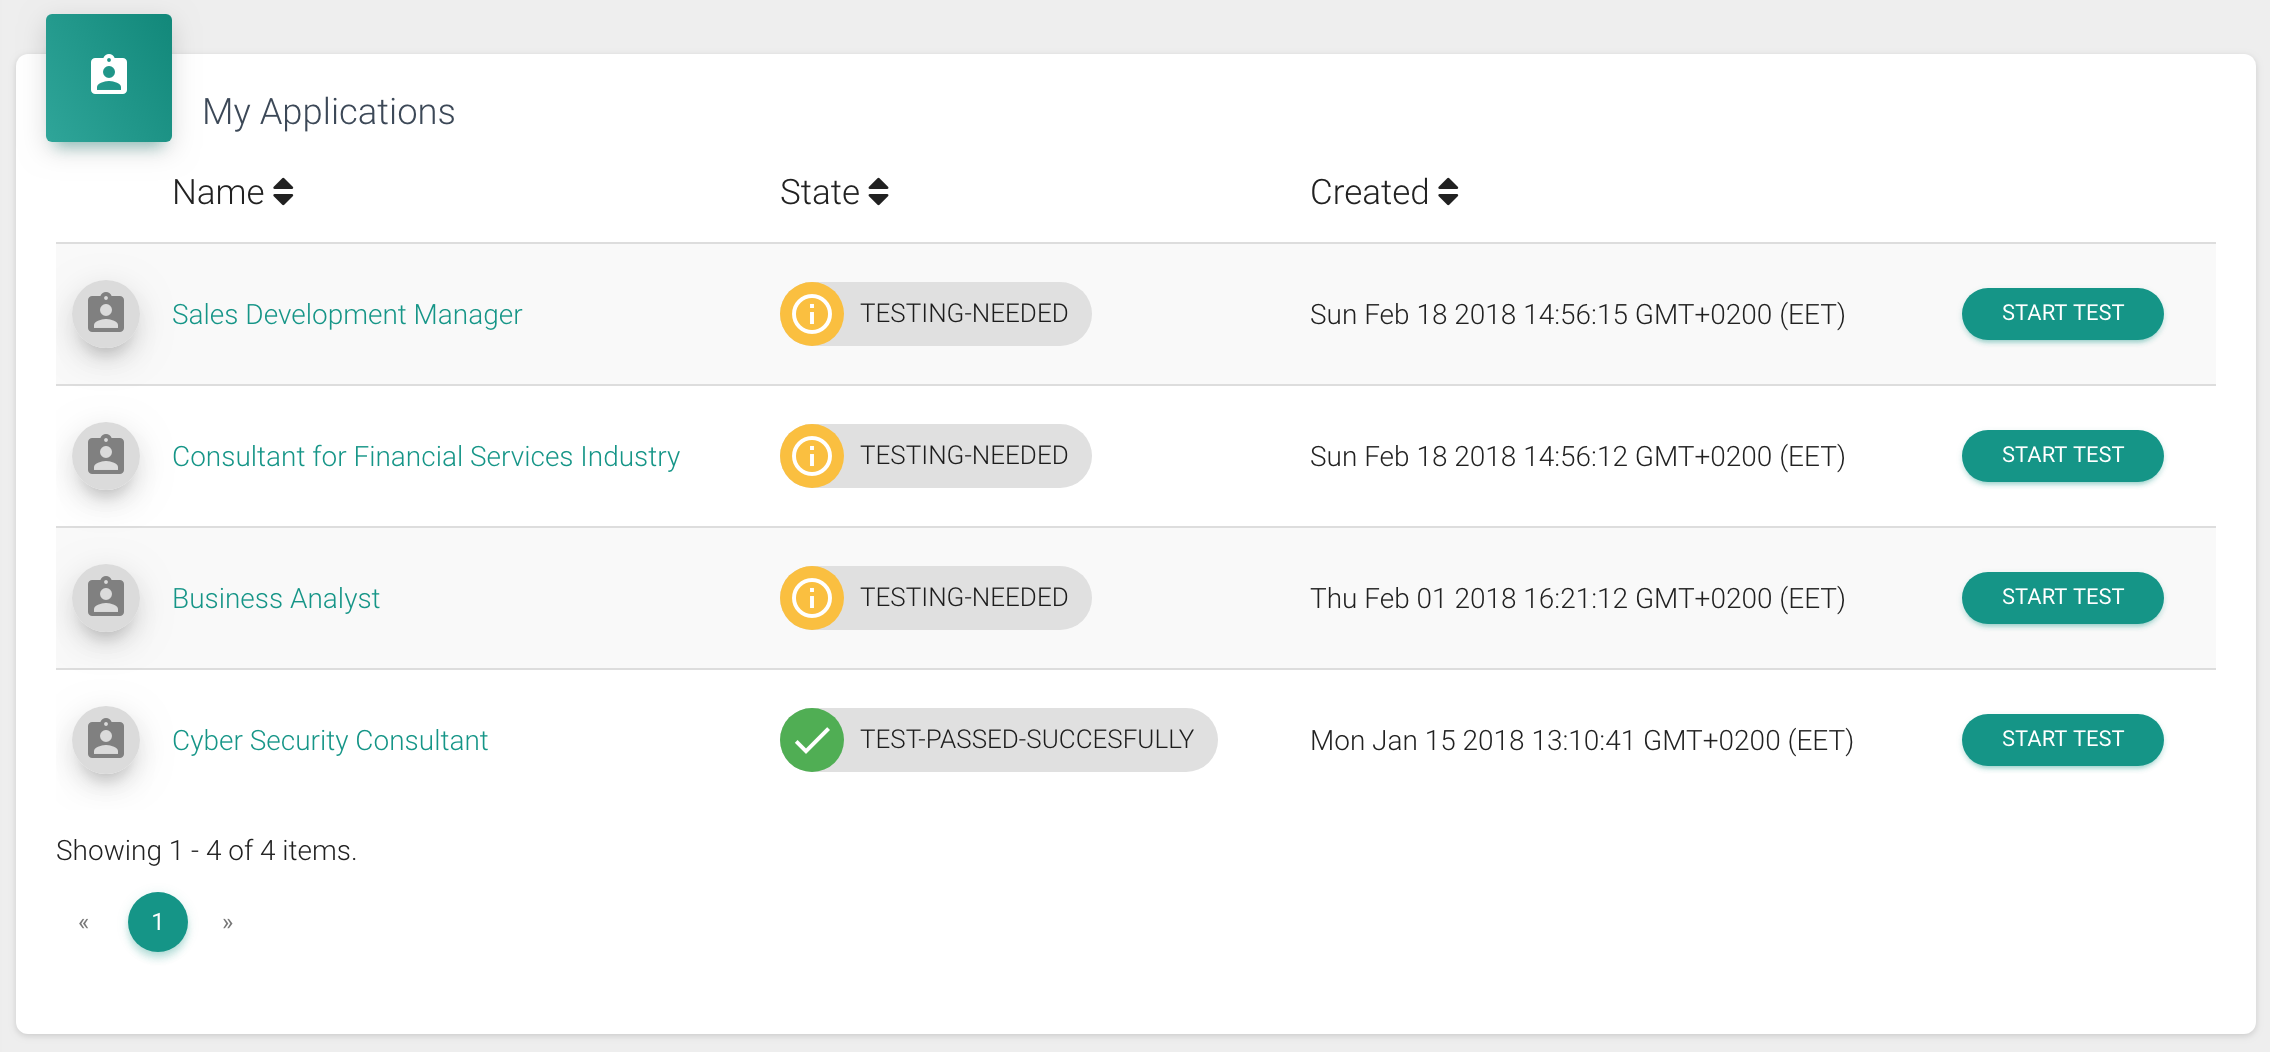 My Applications
Name State Created
Sales Development Manager TESTING-NEEDED Sun Feb 18 2018 14:56:15 GMT+0200 (EET) START TEST
Consultant for Financial Services Industry TESTING-NEEDED Sun Feb 18 2018 14:56:12 GMT+0200 (EET) START TEST
Business Analyst TESTING-NEEDED Thu Feb 01 2018 16:21:12 GMT+0200 (EET) START TEST
Cyber Security Consultant TEST-PASSED-SUCCESFULLY Mon Jan 15 2018 13:10:41 GMT+0200 (EET) START TEST
Showing 1 - 4 of 4 items.
« 1 »